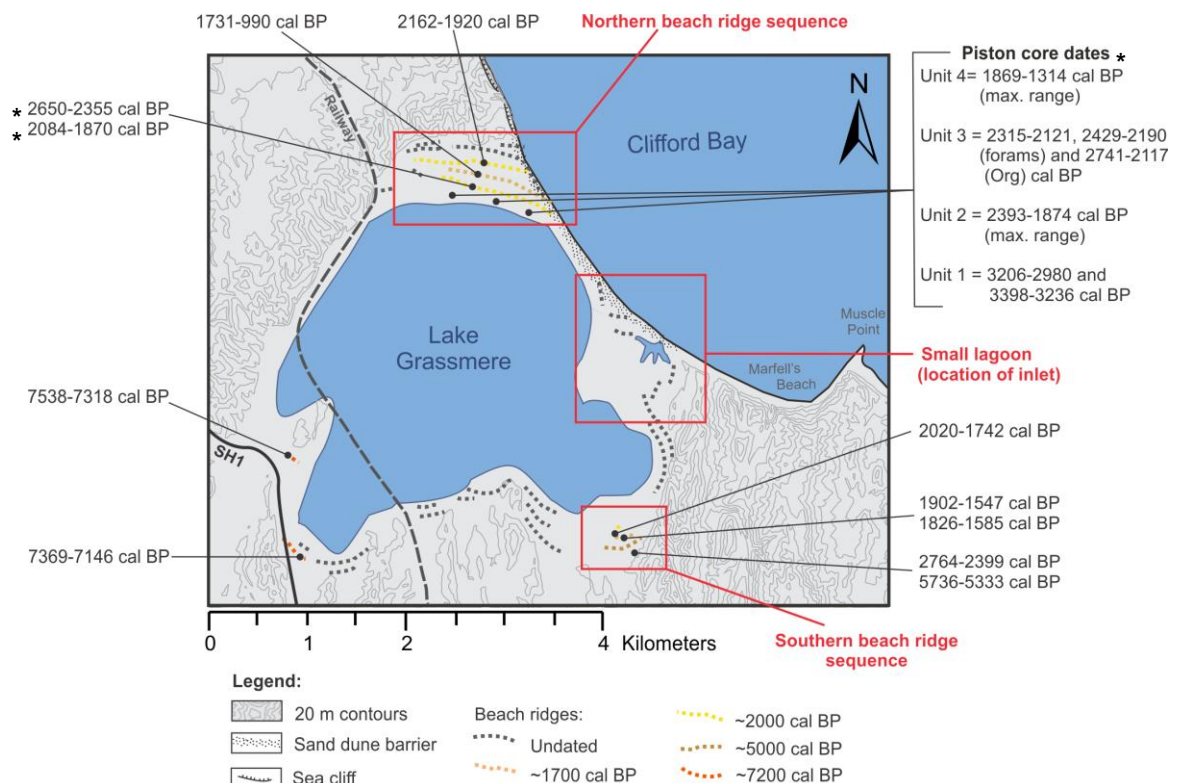 1731-990 cal BP
2162-1920 cal BP
Northern beach ridge sequence
* 2650-2355 cal BP
* 2084-1870 cal BP
Railway
Clifford Bay
N
Piston core dates *
Unit 4= 1869-1314 cal BP
(max. range)
Unit 3 = 2315-2121, 2429-2190
(forams) and 2741-2117
(Org) cal BP
Unit 2 = 2393-1874 cal BP
(max. range)
Unit 1 = 3206-2980 and
3398-3236 cal BP
Lake
Grassmere
Muscle
Point
Marfell's
Beach
Small lagoon
(location of inlet)
7538-7318 cal BP
SH1
7369-7146 cal BP
2020-1742 cal BP
1902-1547 cal BP
1826-1585 cal BP
2764-2399 cal BP
5736-5333 cal BP
0 1 2 4 Kilometers
Southern beach ridge
sequence
Legend:
20 m contours
Sand dune barrier
Sea cliff
Beach ridges:
Undated
~1700 cal BP
~2000 cal BP
~5000 cal BP
~7200 cal BP